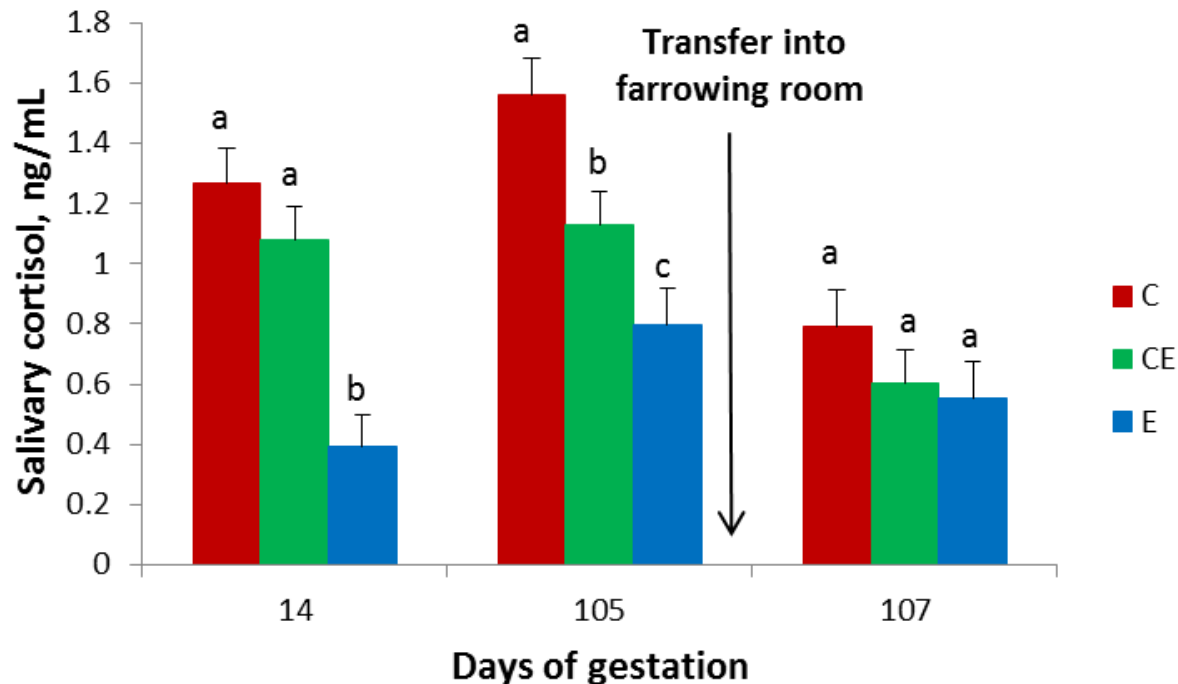 Salivary cortisol, ng/mL
1.8
1.6
1.4
1.2
1
0.8
0.6
0.4
0.2
0
a
a
b
a
b
c
Transfer into
farrowing room
a
a
a
C
CE
E
14
105
107
Days of gestation